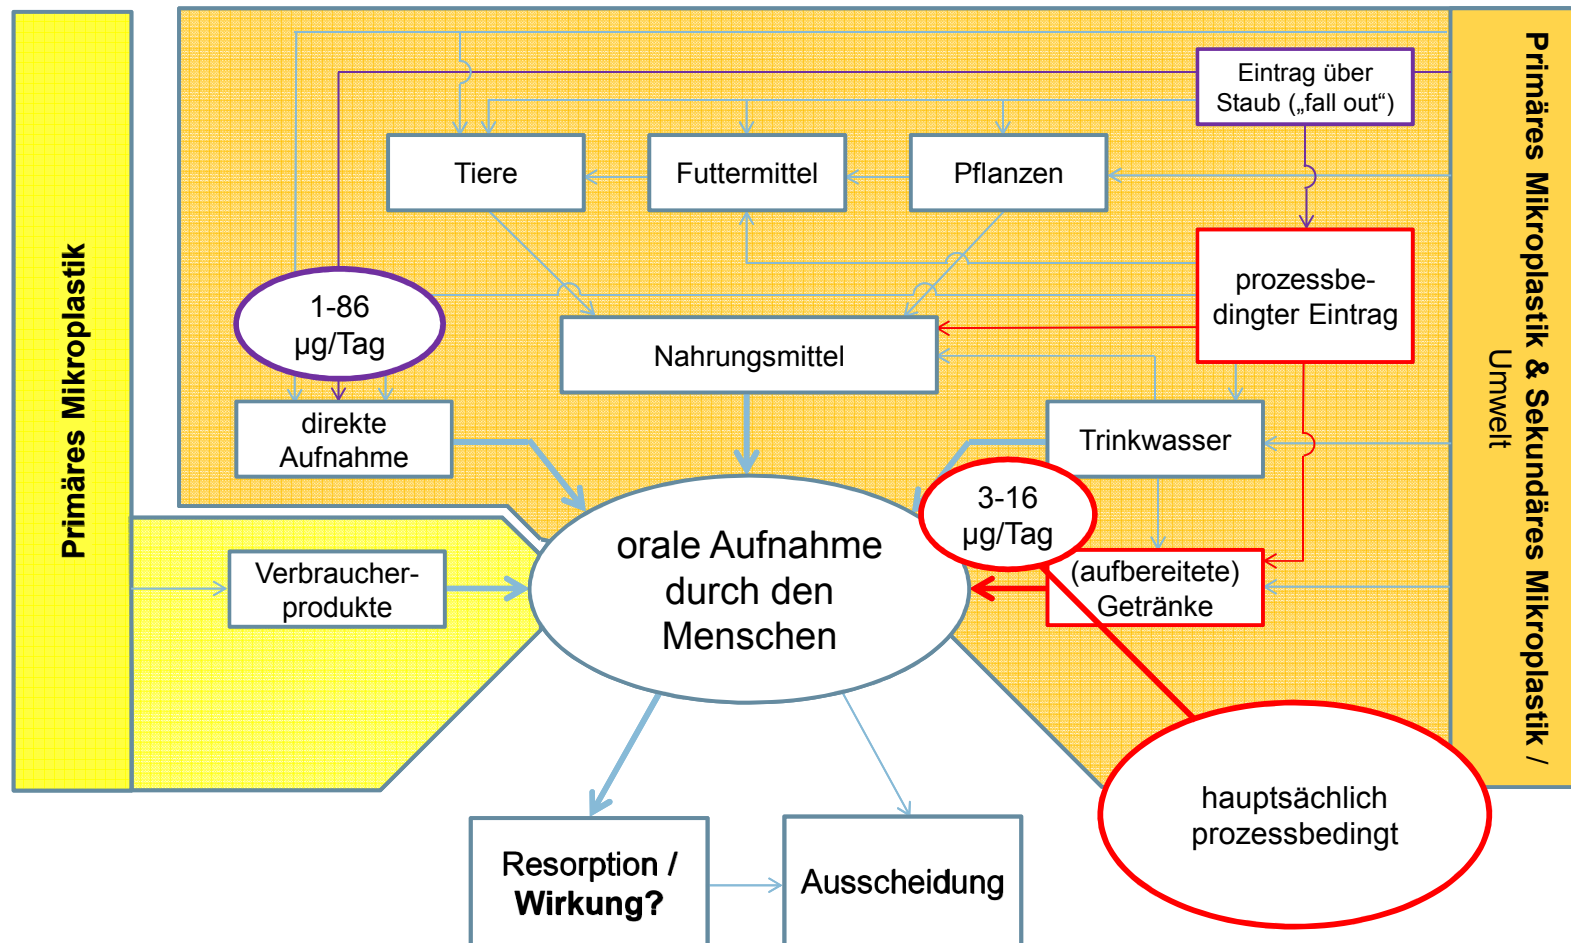 Primäres Mikroplastik
Primäres Mikroplastik & Sekundäres Mikroplastik /
Umwelt
Eintrag über
Staub („fall out“)
Tiere
Futtermittel
Pflanzen
prozessbe-
dingter Eintrag
1-86
µg/Tag
Nahrungsmittel
direkte
Aufnahme
Trinkwasser
3-16
µg/Tag
orale Aufnahme
durch den
Menschen
Verbraucher-
produkte
(aufbereitete)
Getränke
hauptsächlich
prozessbedingt
Resorption /
Wirkung?
Ausscheidung